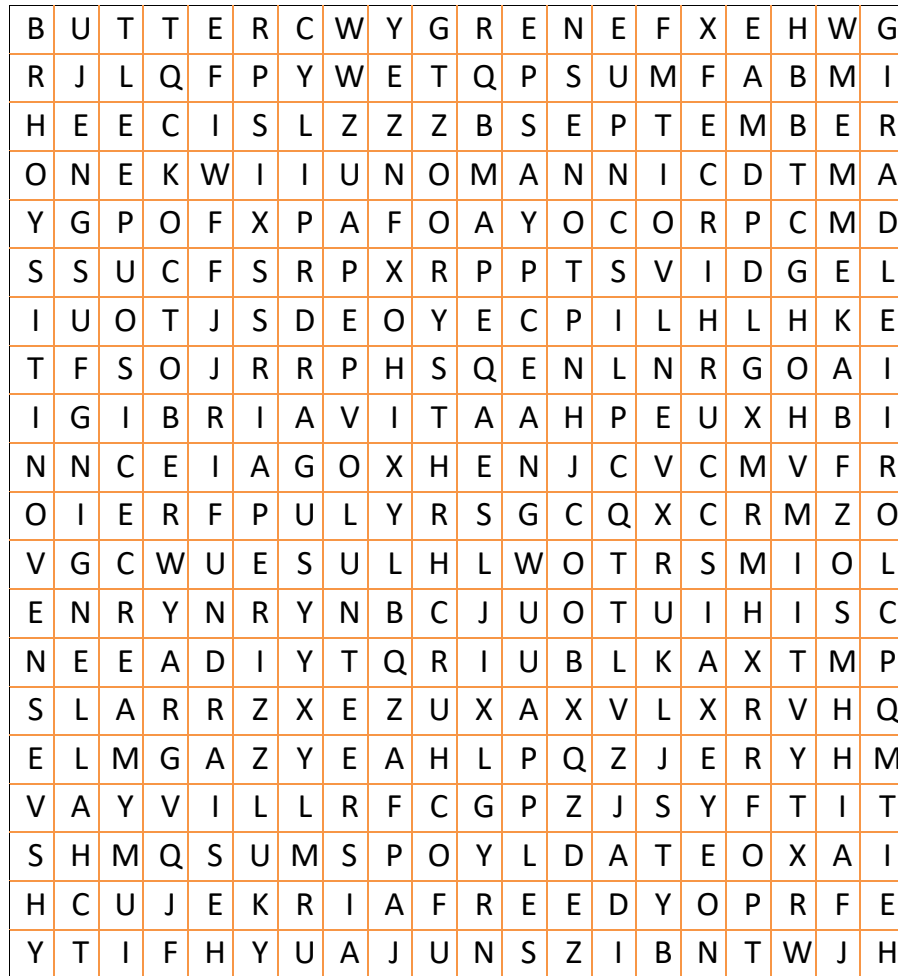 B U T T E R C W Y G R E N E F X E H W G
R J L Q F P Y W E T Q P S U M F A B M I
H E E C I S L Z Z Z B S E P T E M B E R
O N E K W I I U N O M A N N I C D T M A
Y G P O F X P A F O A Y O C O R P C M D
S S U C F S R P X R P P T S V I D G E L
I U O T J S D E O Y E C P I L H L H K E
T F S O J R R P H S Q E N L N R G O A I
I G I B R I A V I T A A H P E U X H B I
N N C E I A G O X H E N J C V C M V F R
O I E R F P U L Y R S G C Q X C R M Z O
V G C W U E S U L H L W O T R S M I O L
E N R Y N R Y N B C J U O T U I H I S C
N E E A D I Y T Q R I U B L K A X T M P
S L A R R Z X E Z U X A X V L X R V H Q
E L M G A Z Y E A H L P Q Z J E R Y H M
V A Y V I L L R F C G P Z J S Y F T I T
S H M Q S U M S P O Y L D A T E O X A I
H C U J E K R I A F R E E D Y O P R F E
Y T I F H Y U A J U N S Z I B N T W J H